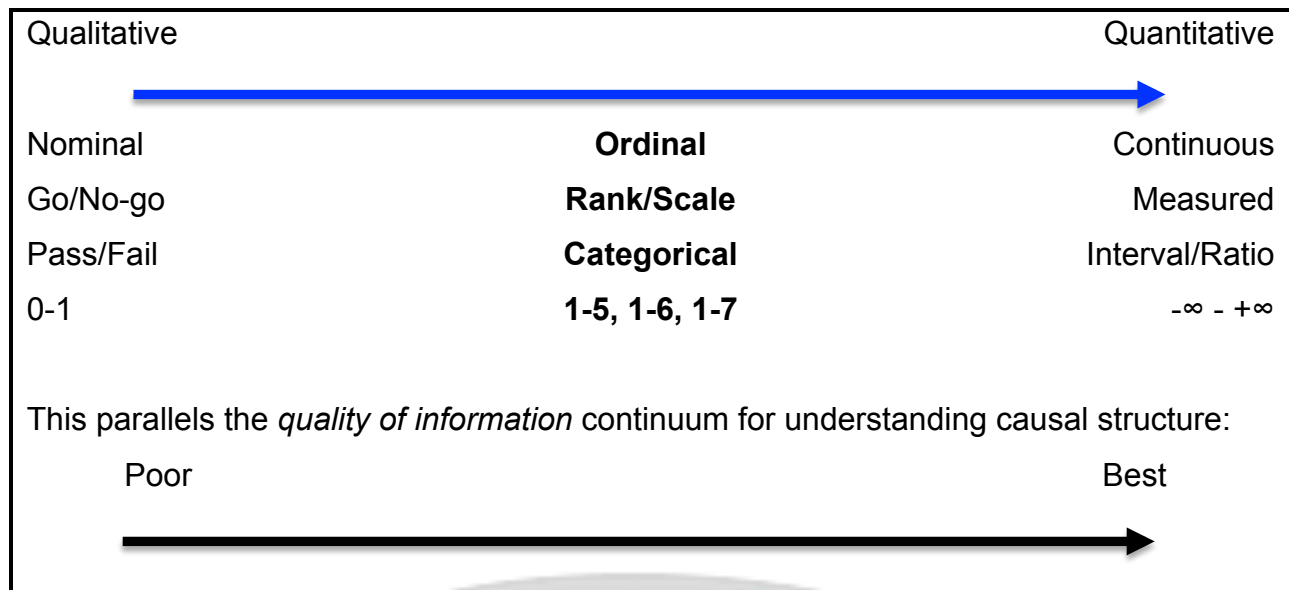 Qualitative Quantitative
Nominal Ordinal Continuous
Go/No-go Rank/Scale Measured
Pass/Fail Categorical Interval/Ratio
0-1 1-5, 1-6, 1-7 -∞ - +∞
This parallels the quality of information continuum for understanding causal structure:
Poor Best